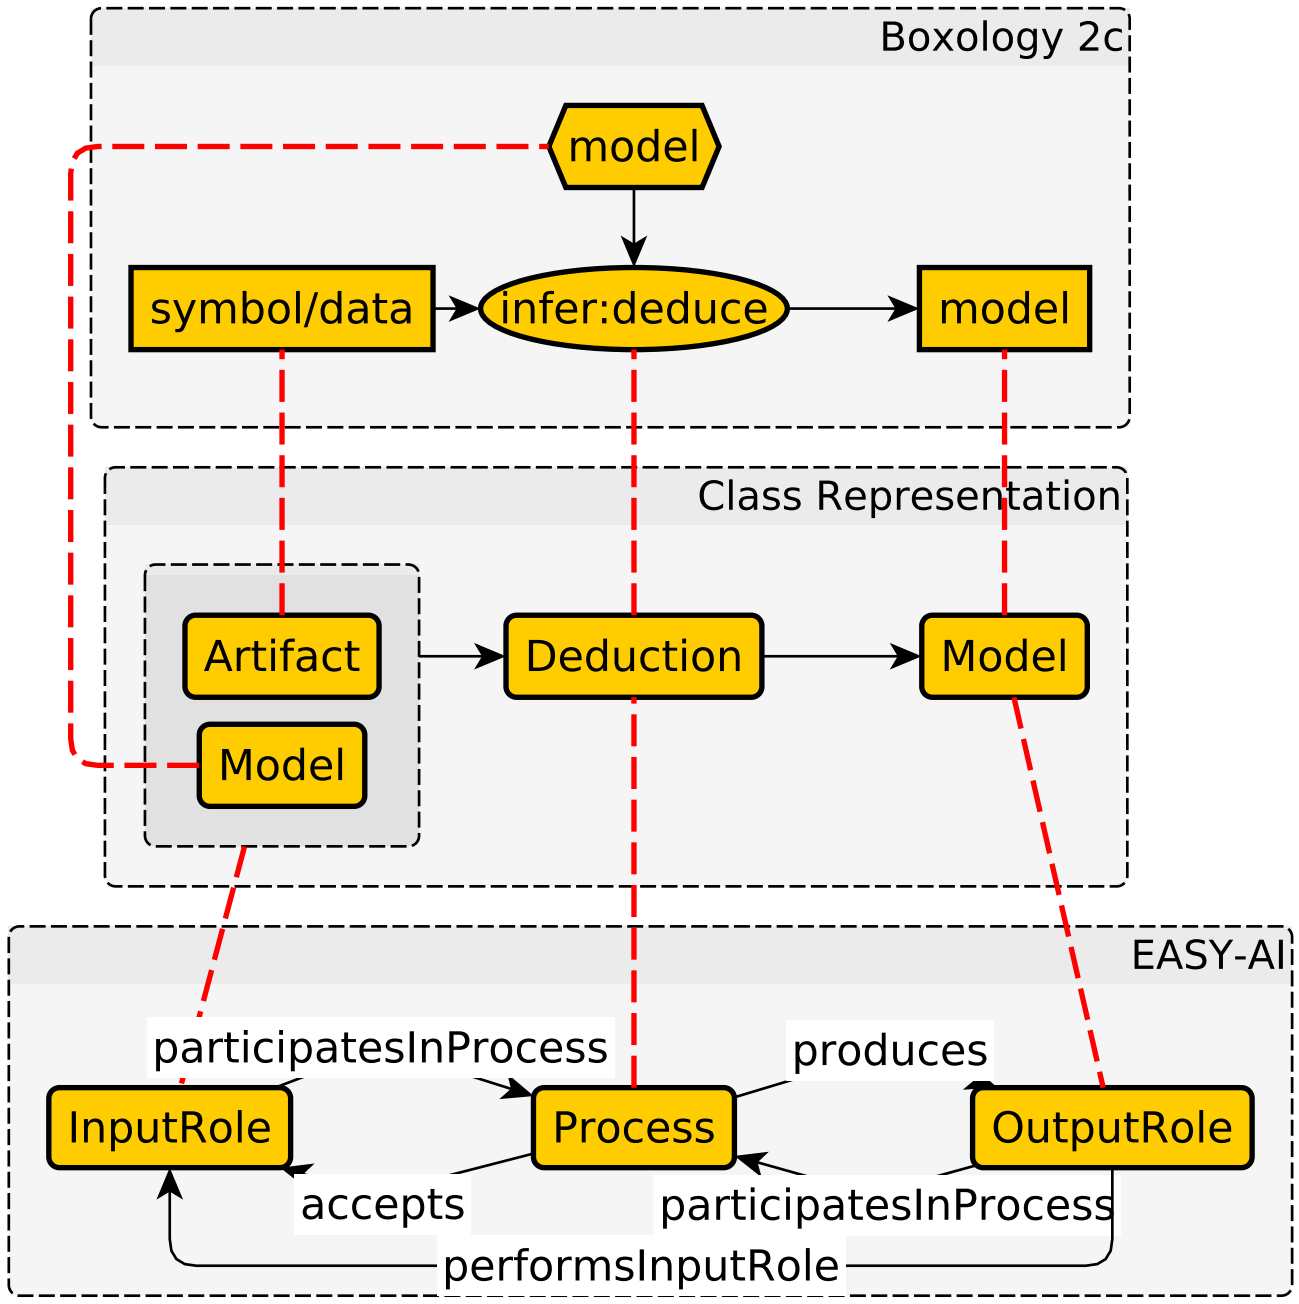 Boxology 2c
model
symbol/data
infer:deduce
model
Class Representation
Artifact
Deduction
Model
Model
EASY-AI
participatesInProcess
produces
InputRole
Process
OutputRole
accepts
participatesInProcess
performsInputRole